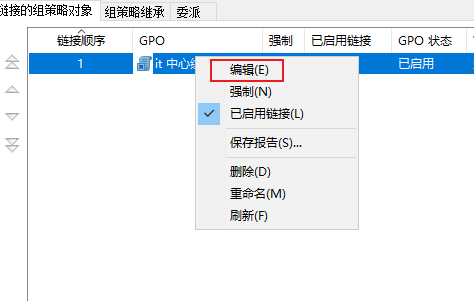 链接的组策略对象 组策略继承 委派
链接顺序 GPO 强制 已启用链接 GPO 状态
1 it 中心 已启用
编辑(E)
强制(N)
已启用链接(L)
保存报告(S)...
删除(D)
重命名(M)
刷新(F)